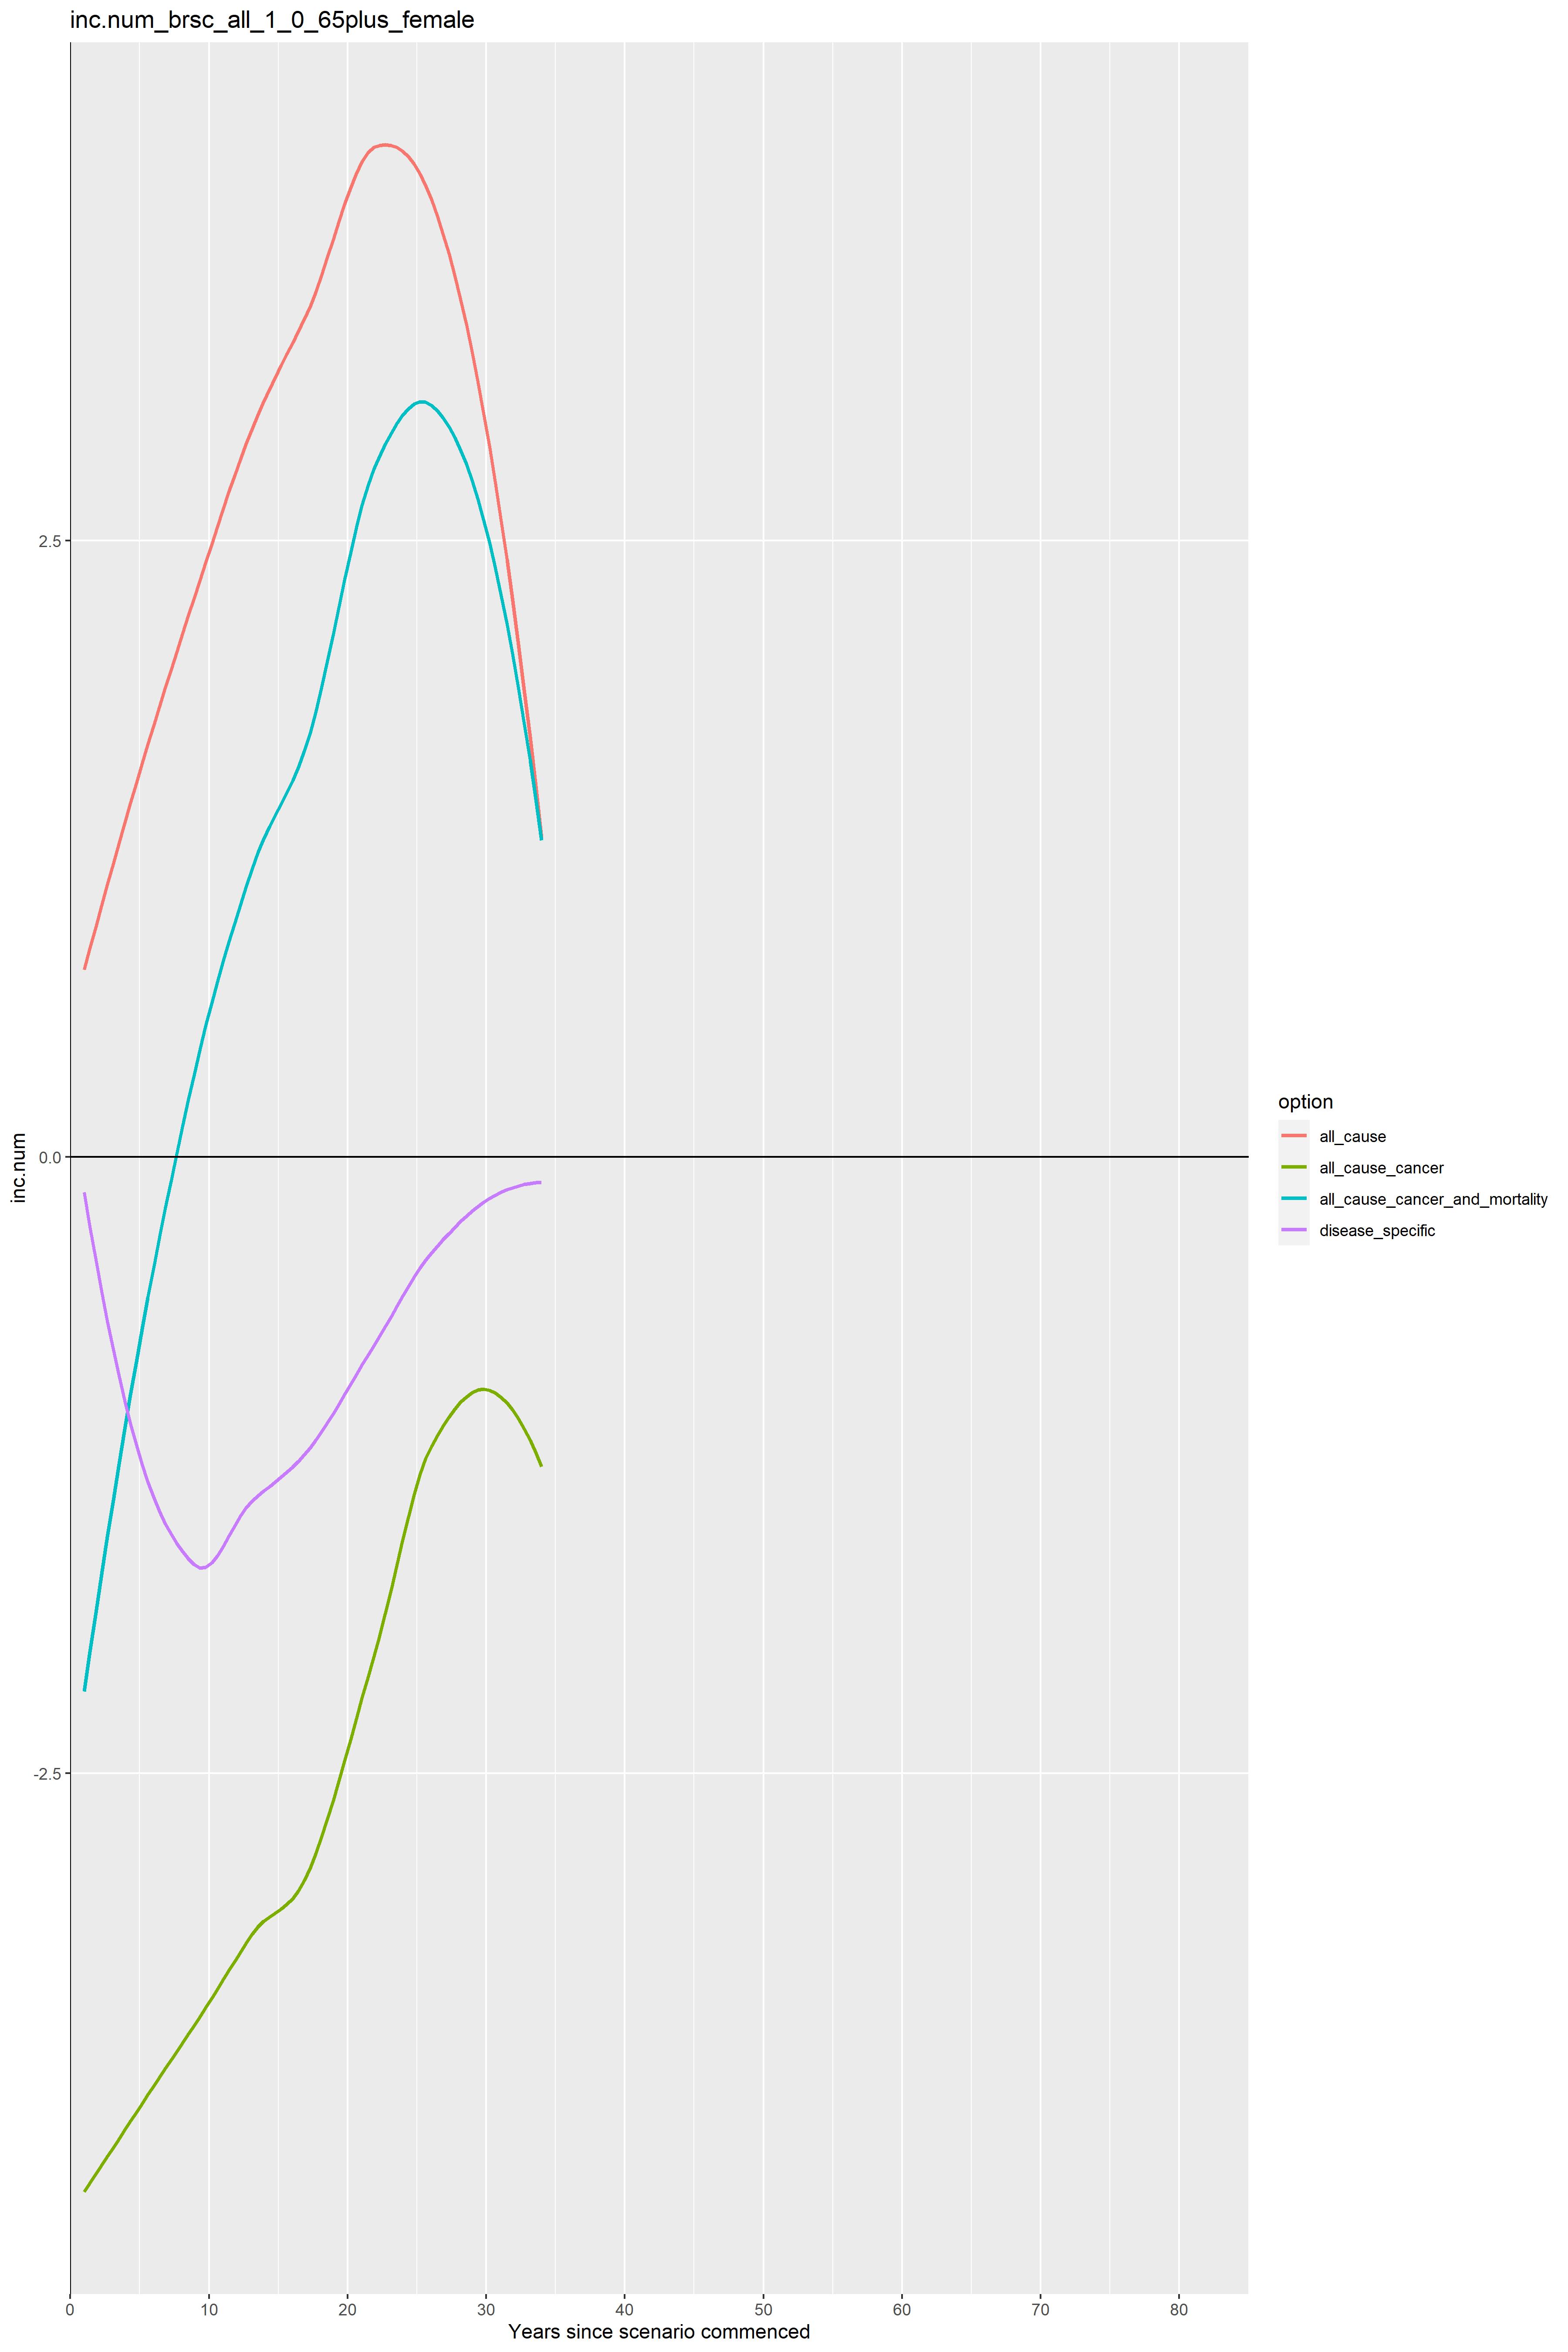 inc.num_brsc_all_1_0_65plus_female
2.5
0.0
-2.5
inc.num
0 10 20 30 40 50 60 70 80
Years since scenario commenced
option
all_cause
all_cause_cancer
all_cause_cancer_and_mortality
disease_specific